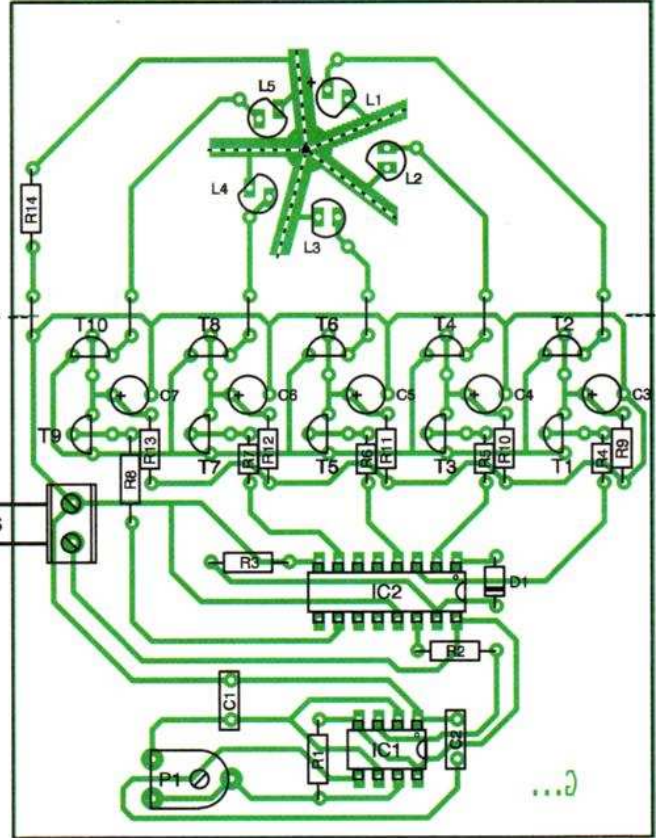 L5
L1
L2
L4
L3
R14
T10 T8 T6 T4 T2
C7 C6 C5 C4 C3
T9 T7 T5 T3 T1
R13 R7 R12 R6 R11 R5 R10 R4 R9
R8
R3
IC2
D1
R2
C1
IC1
C2
R1
P1